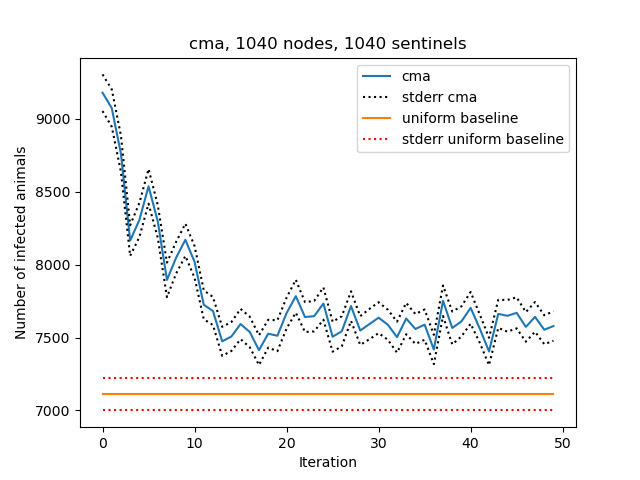 cma, 1040 nodes, 1040 sentinels
cma
stderr cma
uniform baseline
stderr uniform baseline
Number of infected animals
9000
8500
8000
7500
7000
0 10 20 30 40 50
Iteration